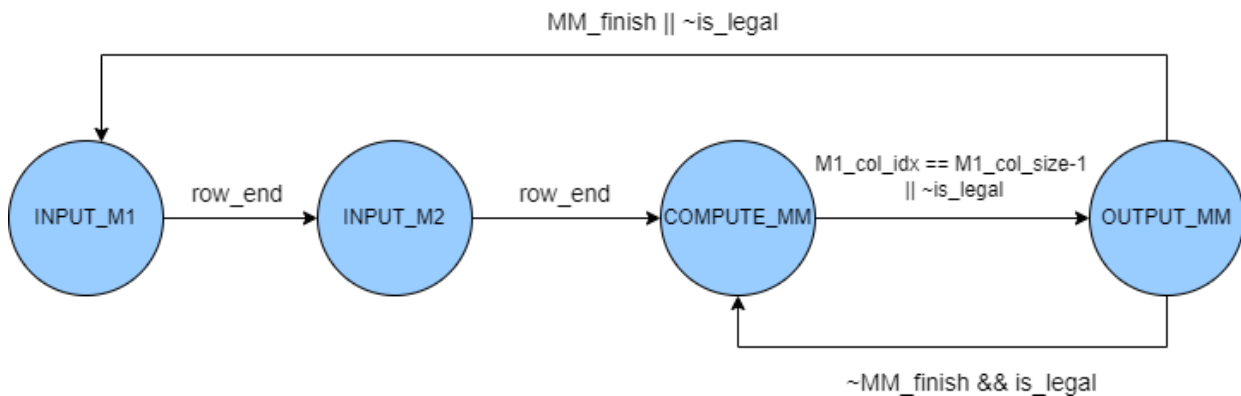 MM_finish || ~is_legal
INPUT_M1
row_end
INPUT_M2
row_end
COMPUTE_MM
M1_col_idx == M1_col_size-1
|| ~is_legal
OUTPUT_MM
~MM_finish && is_legal